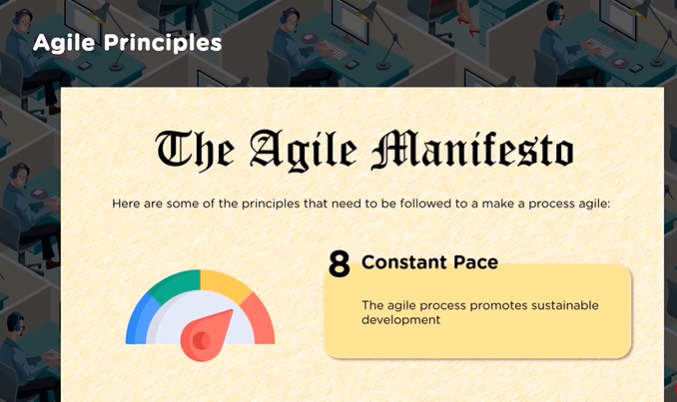 Agile Principles
The Agile Manifesto
Here are some of the principles that need to be followed to a make a process agile:
8 Constant Pace
The agile process promotes sustainable
development